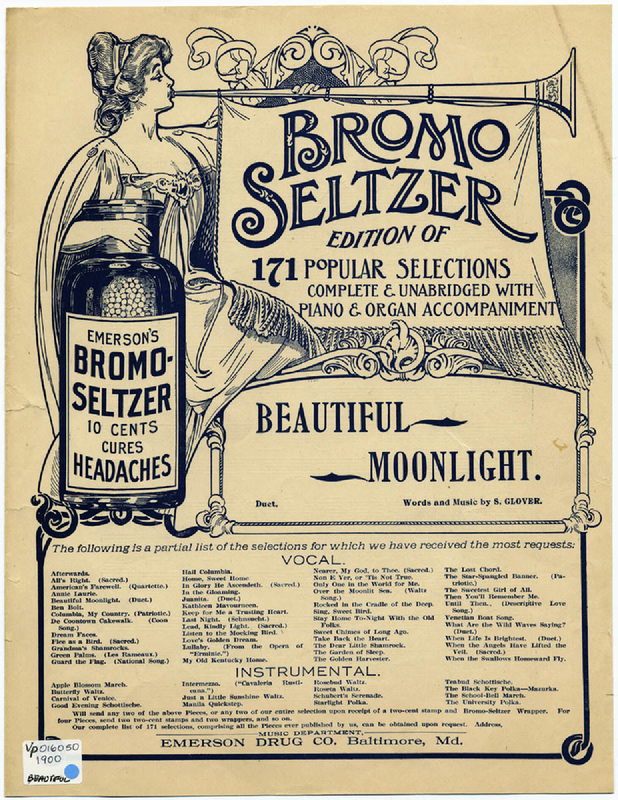 BROMO
SELTZER
EDITION OF
171 POPULAR SELECTIONS
COMPLETE & UNABRIDGED WITH
PIANO & ORGAN ACCOMPANIMENT
EMERSON'S
BROMO-
SELTZER
10 CENTS
CURES
HEADACHES
BEAUTIFUL
MOONLIGHT.
Duet.
Words and Music by S. GLOVER.
The following is a partial list of the selections for which we have received the most requests:
VOCAL.
Afterwards.
All's Right. (Sacred.)
American's Farewell. (Quartette.)
Annie Laurie.
Beautiful Moonlight. (Duet.)
Ben Bolt.
Columbia, My Country. (Patriotic.)
De Coontown Cakewalk. (Coon
Song.)
Dream Faces.
Flee as a Bird. (Sacred.)
Grandma's Shamrocks.
Green Palms. (Les Rameaux.)
Guard the Flag. (National Song.)
Hail Columbia.
Home, Sweet Home
In Glory He Ascendeth. (Sacred.)
In the Gloaming.
Juanita. (Duet.)
Kathleen Mavourneen.
Keep for Me a Trusting Heart.
Last Night. (Sehnsucht.)
Lead, Kindly Light. (Sacred.)
Listen to the Mocking Bird.
Love's Golden Dream.
Lullaby. (From the Opera of
"Erminie.")
My Old Kentucky Home.
Nearer, My God, to Thee. (Sacred.)
Non E Ver, or 'Tis Not True.
Only One in the World for Me.
Over the Moonlit Sea. (Waltz
Song.)
Rocked in the Cradle of the Deep.
Sing, Sweet Bird.
Stay Home To-Night With the Old
Folks.
Sweet Chimes of Long Ago.
Take Back the Heart.
The Dear Little Shamrock.
The Garden of Sleep.
The Golden Harvester.
The Lost Chord.
The Star-Spangled Banner. (Pa-
triotic.)
The Sweetest Girl of All.
Then You'll Remember Me.
Until Then. (Descriptive Love
Song.)
Venetian Boat Song.
What Are the Wild Waves Saying?
(Duet.)
When Life Is Brightest. (Duet.)
When the Angels Have Lifted the
Veil. (Sacred.)
When the Swallows Homeward Fly.
INSTRUMENTAL.
Apple Blossom March.
Butterfly Waltz.
Carnival of Venice.
Good Evening Schottische.
Intermezzo. ("Cavaleria Rusti-
cana.")
Just a Little Sunshine Waltz.
Manila Quickstep.
Rosebud Waltz.
Roseta Waltz.
Schubert's Serenade.
Starlight Polka.
Teabud Schottische.
The Black Key Polka—Mazurka.
The School-Bell March.
The University Polka.
Will send any two of the above Pieces, or any two of our entire selection upon receipt of a two-cent stamp and Bromo-Seltzer Wrapper. For
four Pieces, send two two-cent stamps and two wrappers, and so on.
Our complete list of 171 selections, comprising all the Pieces ever published by us, can be obtained upon request. Address,
MUSIC DEPARTMENT,
EMERSON DRUG CO. Baltimore, Md.
Vp016050
1900
BEAUTIFUL